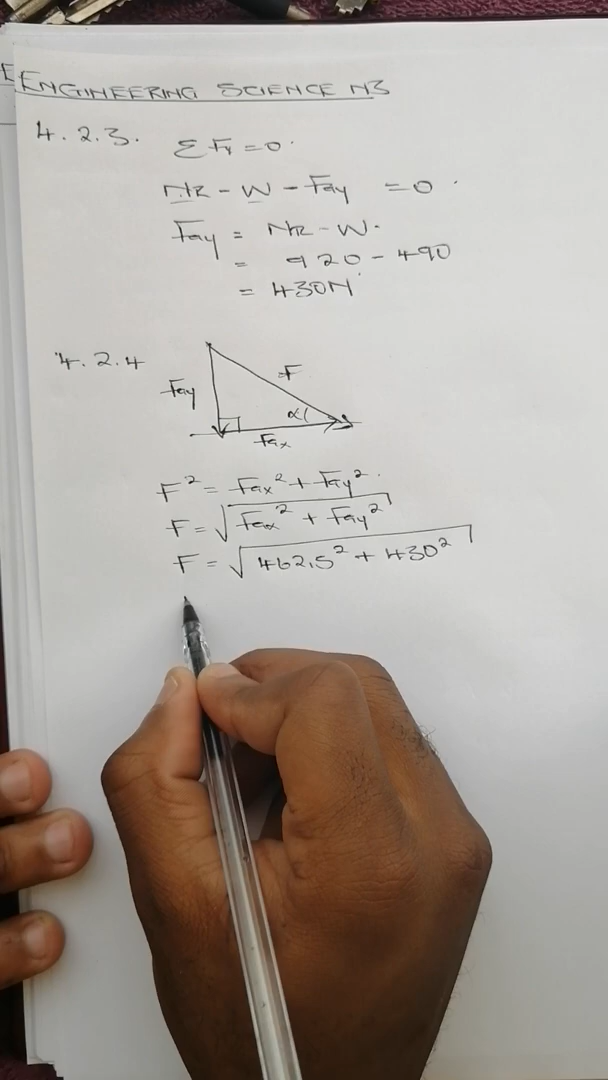 ENGINEERING SCIENCE N3
4.2.3. ΣFy = 0.
NR - W - Fay = 0.
Fay = NR - W.
= 920 - 490
= 430N
4.2.4
F
Fay
α
Fax
F² = Fax² + Fay².
F = √Fax² + Fay²
F = √462,5² + 430²